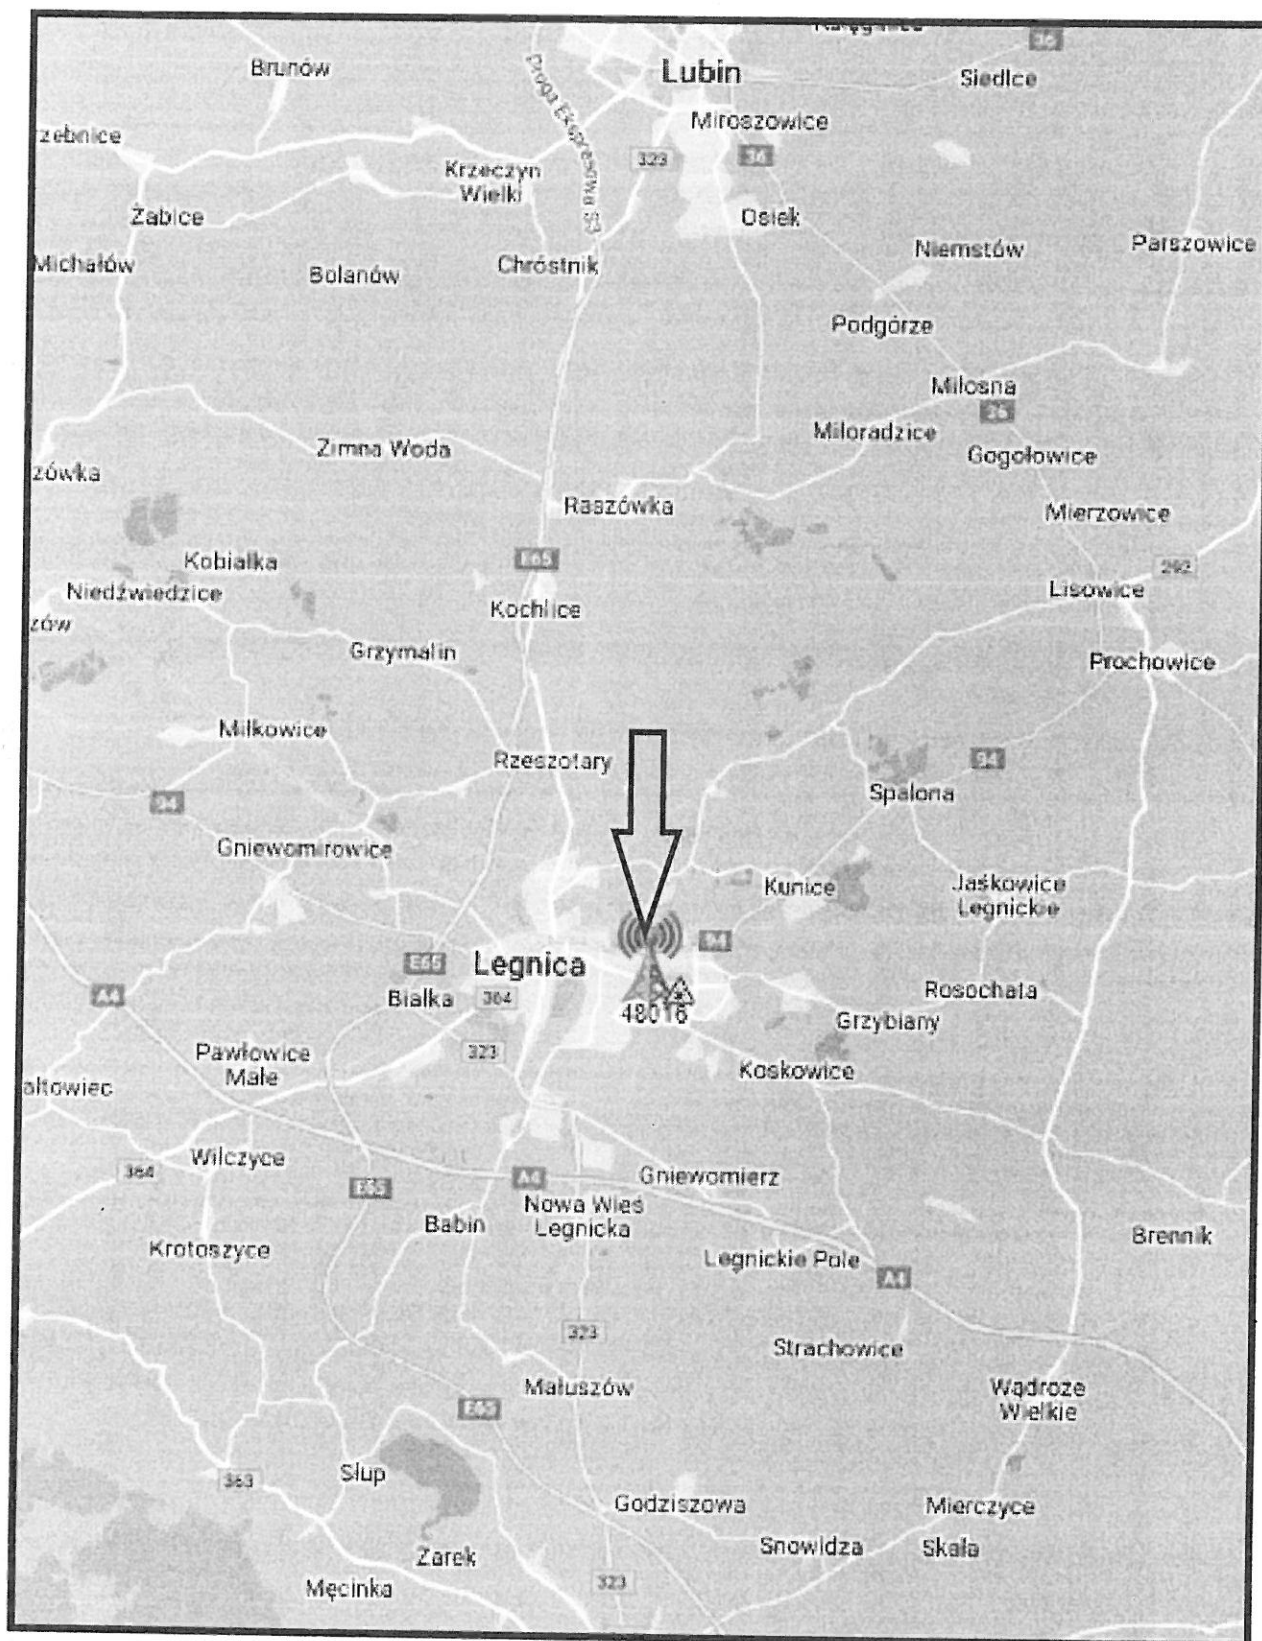 Lubin
36
Brunów
Siedlce
Droga Ekspresowa S3
Miroszowice
zebnice
323
36
Krzeczyn
Wielki
Żabice
Osiek
Niemstów
Parszowice
Michałów
Bolanów
Chróstnik
Podgórze
Miłosna
36
Miłoradzice
Zimna Woda
Gogołowice
zówka
Raszówka
Mierzowice
Kobiałka
E65
292
Niedźwiedzice
Lisowice
Kochlice
zów
Grzymalin
Prochowice
Miłkowice
Rzeszotary
94
Spalona
94
Gniewomirowice
Kunice
Jaśkowice
Legnickie
94
E65
Legnica
A4
Białka
364
Rosochata
48016
Grzybiany
Pawłowice
Małe
323
Koskowice
ałtowiec
Wilczyce
364
E65
A4
Gniewomierz
Nowa Wieś
Legnicka
Babin
Krotoszyce
Brennik
Legnickie Pole
A4
323
Strachowice
Małuszów
Wądroże
Wielkie
E65
363
Słup
Godziszowa
Mierczyce
Snowidza
Skała
Żarek
323
Męcinka